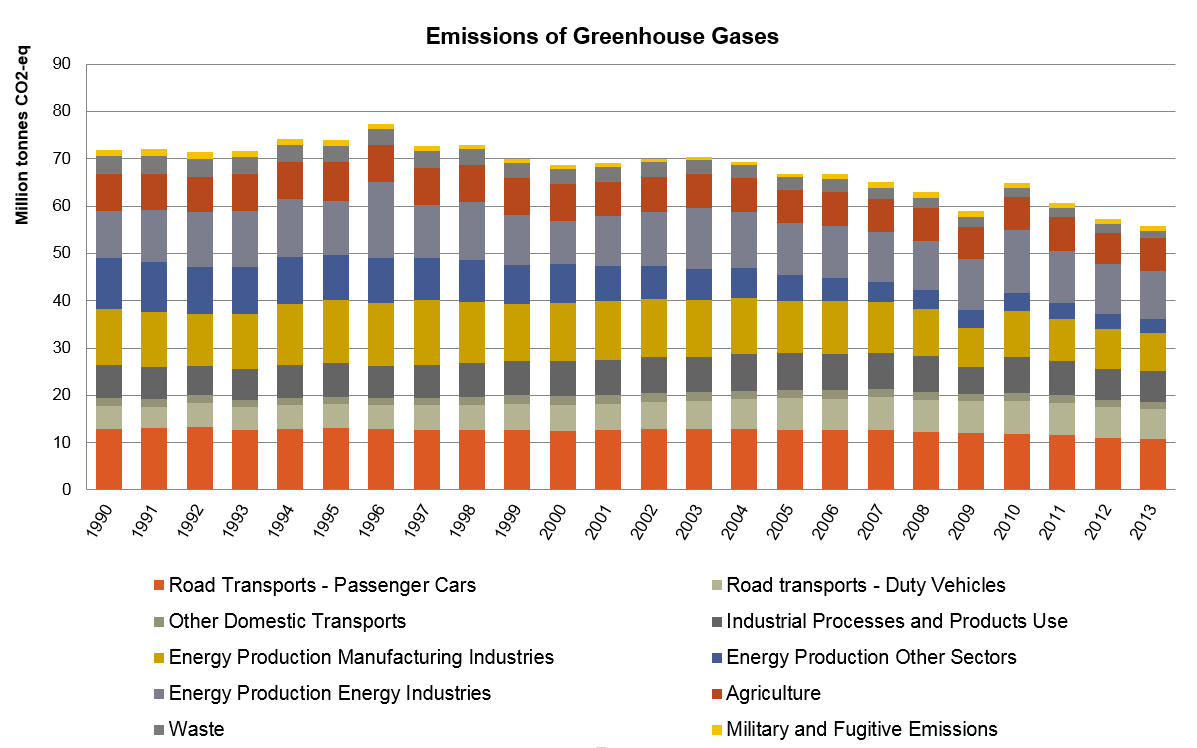 Emissions of Greenhouse Gases
Million tonnes CO2-eq
90
80
70
60
50
40
30
20
10
0
1990 1991 1992 1993 1994 1995 1996 1997 1998 1999 2000 2001 2002 2003 2004 2005 2006 2007 2008 2009 2010 2011 2012 2013
Road Transports - Passenger Cars
Road transports - Duty Vehicles
Other Domestic Transports
Industrial Processes and Products Use
Energy Production Manufacturing Industries
Energy Production Other Sectors
Energy Production Energy Industries
Agriculture
Waste
Military and Fugitive Emissions